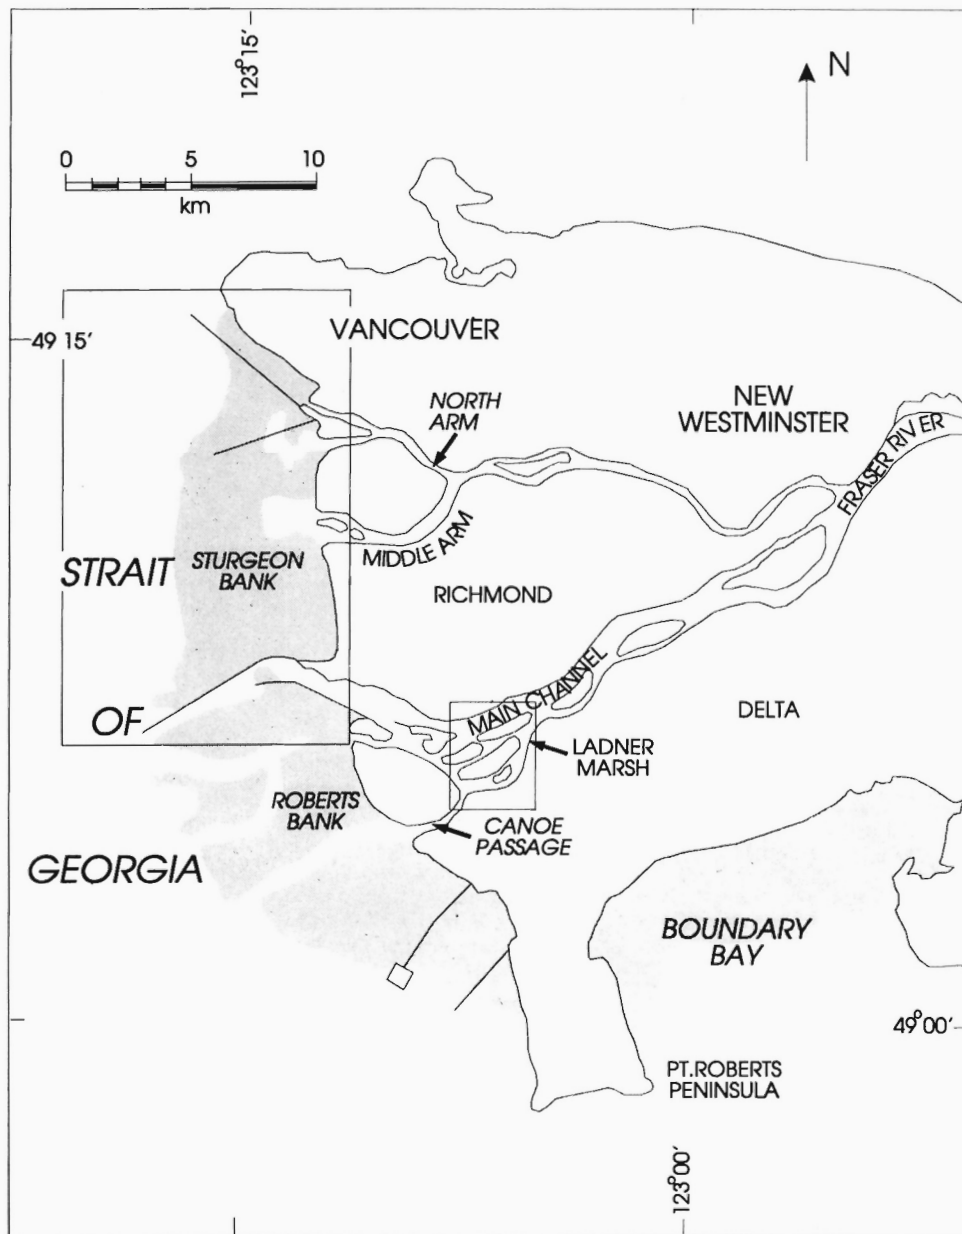 123°15′
N
0 5 10
km
49 15′
VANCOUVER
NORTH
ARM
NEW
WESTMINSTER
FRASER RIVER
MIDDLE ARM
STRAIT
STURGEON
BANK
RICHMOND
MAIN CHANNEL
OF
DELTA
LADNER
MARSH
ROBERTS
BANK
CANOE
PASSAGE
GEORGIA
BOUNDARY
BAY
49°00′
PT.ROBERTS
PENINSULA
123°00′